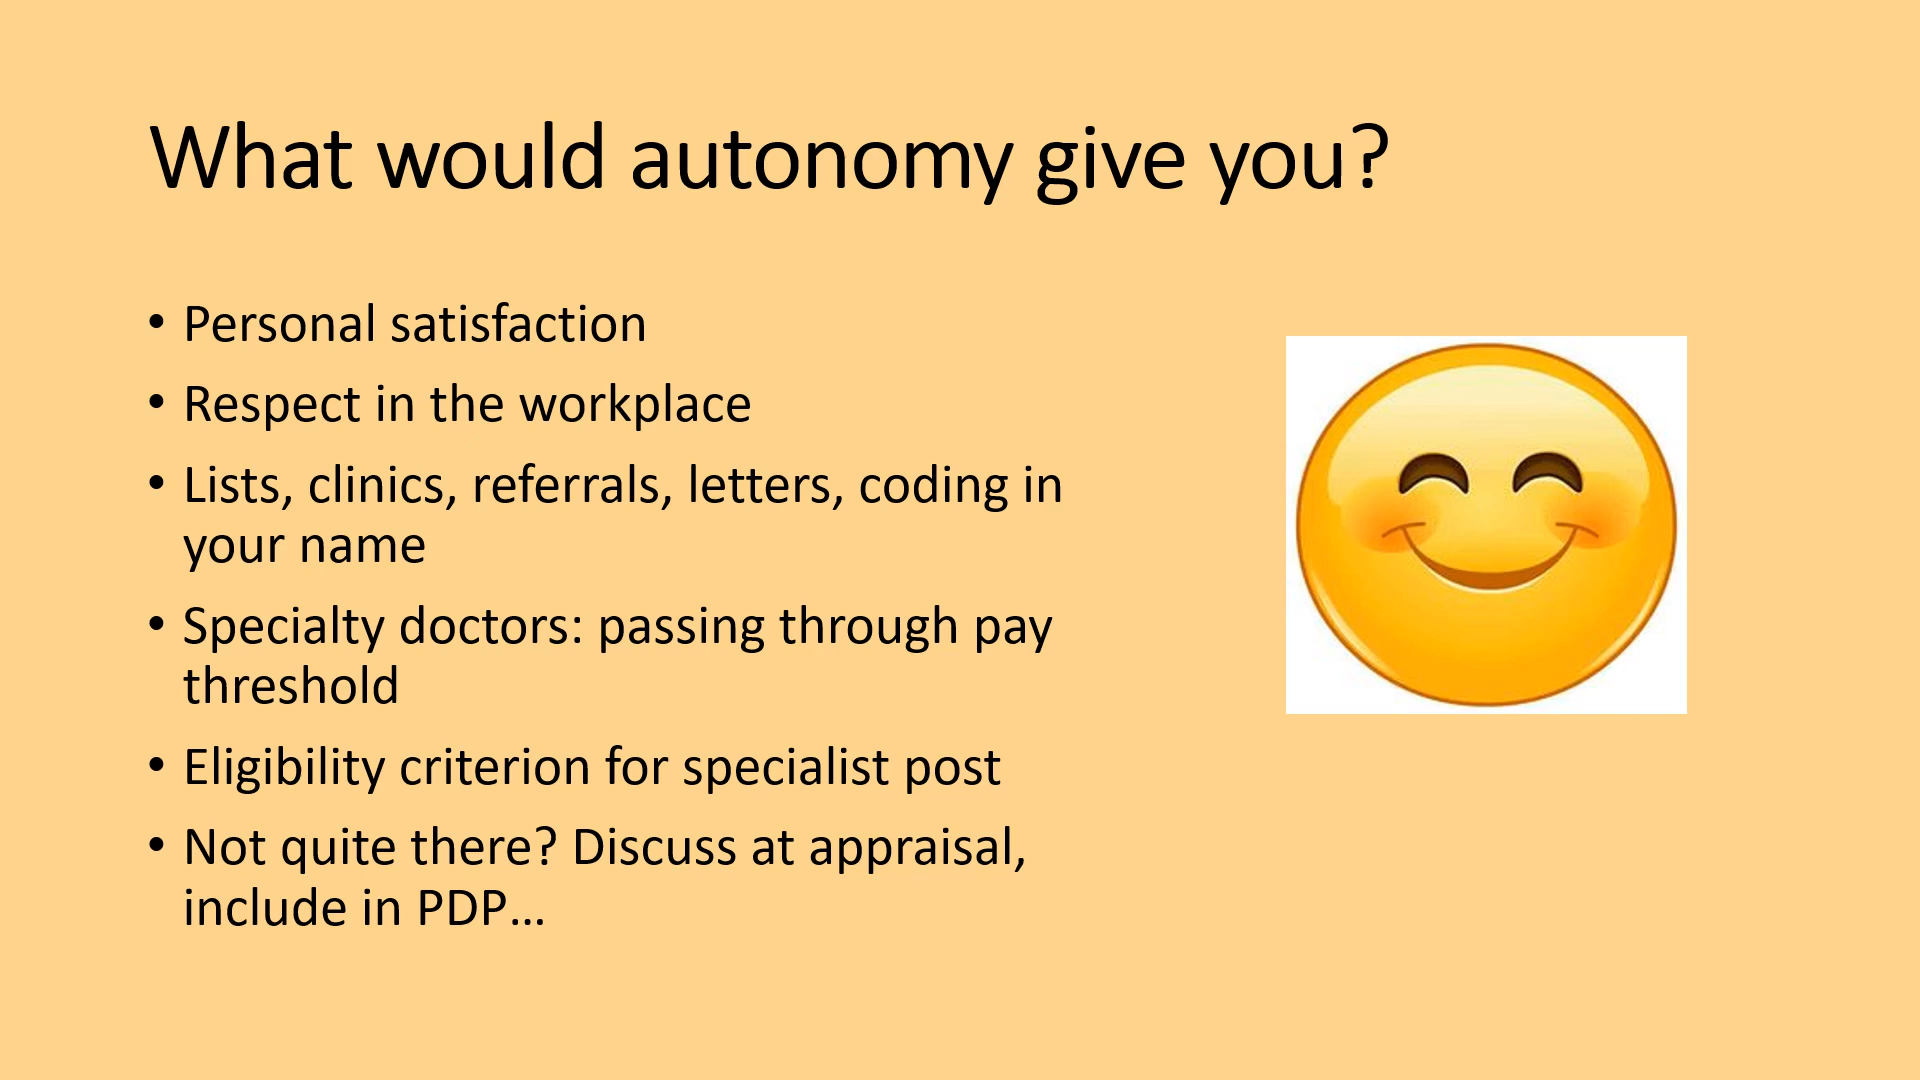 What would autonomy give you?
• Personal satisfaction
• Respect in the workplace
• Lists, clinics, referrals, letters, coding in
your name
• Specialty doctors: passing through pay
threshold
• Eligibility criterion for specialist post
• Not quite there? Discuss at appraisal,
include in PDP…